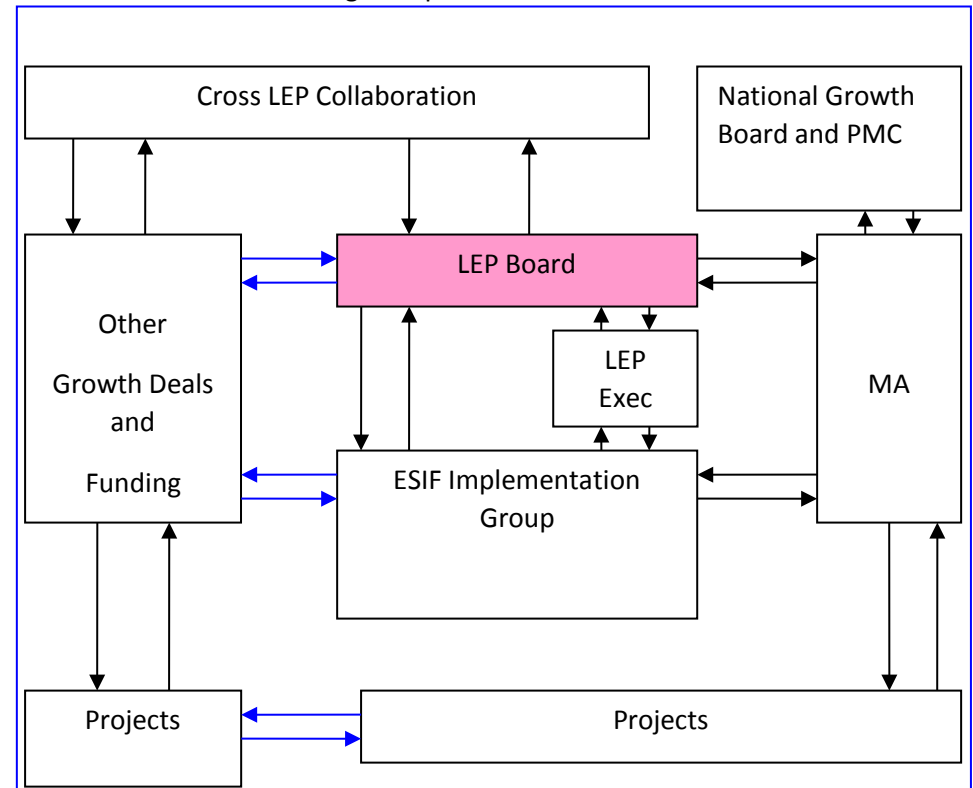 Cross LEP Collaboration
National Growth
Board and PMC
LEP Board
Other
Growth Deals
and
Funding
LEP
Exec
MA
ESIF Implementation
Group
Projects
Projects